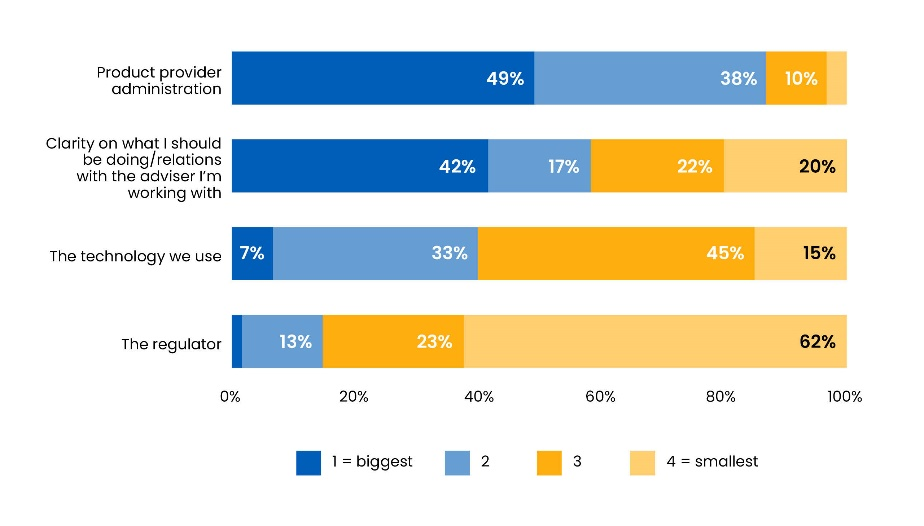 Product provider
administration
49%
38%
10%
Clarity on what I should
be doing/relations
with the adviser I'm
working with
42%
17%
22%
20%
The technology we use
7%
33%
45%
15%
The regulator
13%
23%
62%
0%
20%
40%
60%
80%
100%
1 = biggest
2
3
4 = smallest